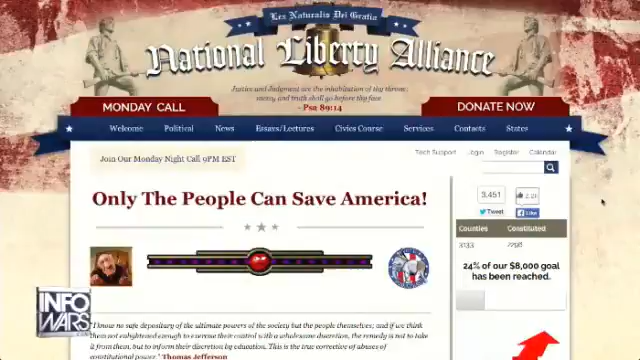 Lex Naturalis Dei Gratia
National Liberty Alliance
Justice and Judgment are the inhabitation of thy throne:
mercy and truth shall go before thy face
- Psa 89:14
MONDAY CALL
DONATE NOW
Welcome Political News Essays/Lectures Civics Course Services Contacts States
Tech Support Login Register Calendar
Join Our Monday Night Call 9PM EST
Only The People Can Save America!
3,451
Tweet
Like
Counties Constituted
3133
24% of our $8,000 goal
has been reached.
INFO
WARS
.COM
"I know no safe depositary of the ultimate powers of the society but the people themselves; and if we think
them not enlightened enough to exercise their control with a wholesome discretion, the remedy is not to take
it from them, but to inform their discretion by education. This is the true corrective of abuses of
constitutional power." Thomas Jefferson